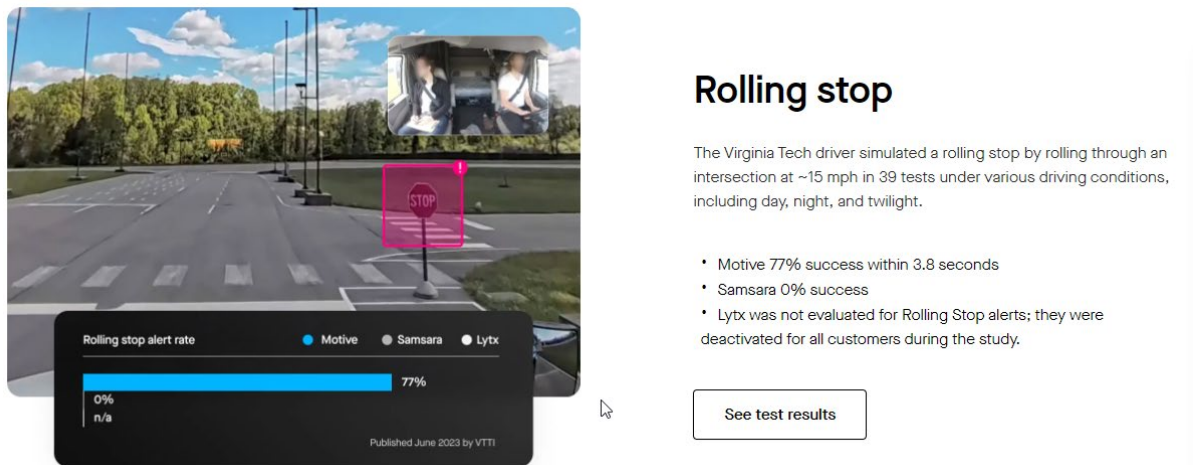 STOP
!
Rolling stop alert rate
Motive
Samsara
Lytx
77%
0%
n/a
Published June 2023 by VTTI
Rolling stop
The Virginia Tech driver simulated a rolling stop by rolling through an
intersection at ~15 mph in 39 tests under various driving conditions,
including day, night, and twilight.
• Motive 77% success within 3.8 seconds
• Samsara 0% success
• Lytx was not evaluated for Rolling Stop alerts; they were
deactivated for all customers during the study.
See test results